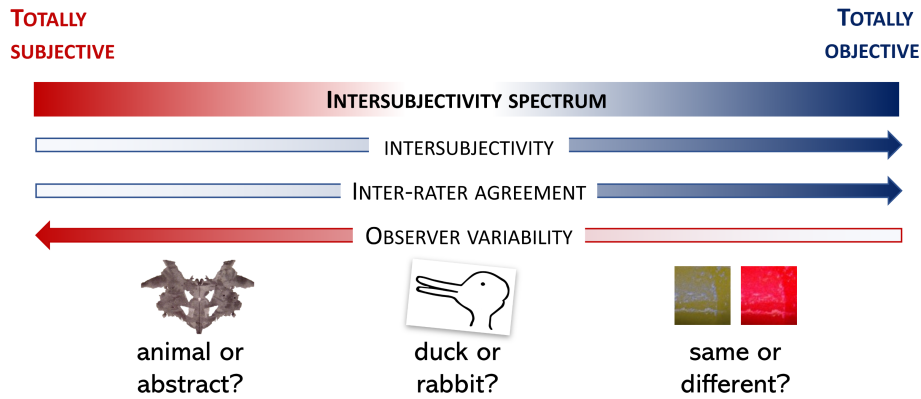 TOTALLY
SUBJECTIVE
TOTALLY
OBJECTIVE
INTERSUBJECTIVITY SPECTRUM
INTERSUBJECTIVITY
INTER-RATER AGREEMENT
OBSERVER VARIABILITY
animal or
abstract?
duck or
rabbit?
same or
different?